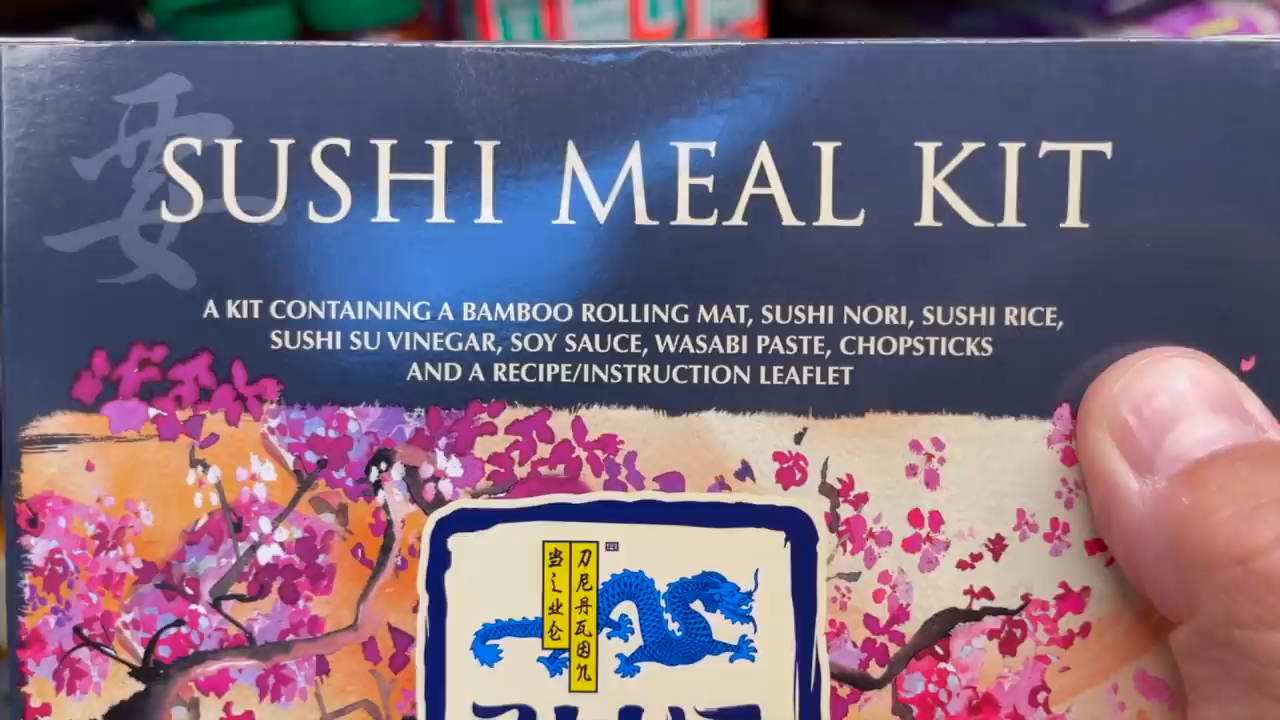 要
SUSHI MEAL KIT
A KIT CONTAINING A BAMBOO ROLLING MAT, SUSHI NORI, SUSHI RICE,
SUSHI SU VINEGAR, SOY SAUCE, WASABI PASTE, CHOPSTICKS
AND A RECIPE/INSTRUCTION LEAFLET